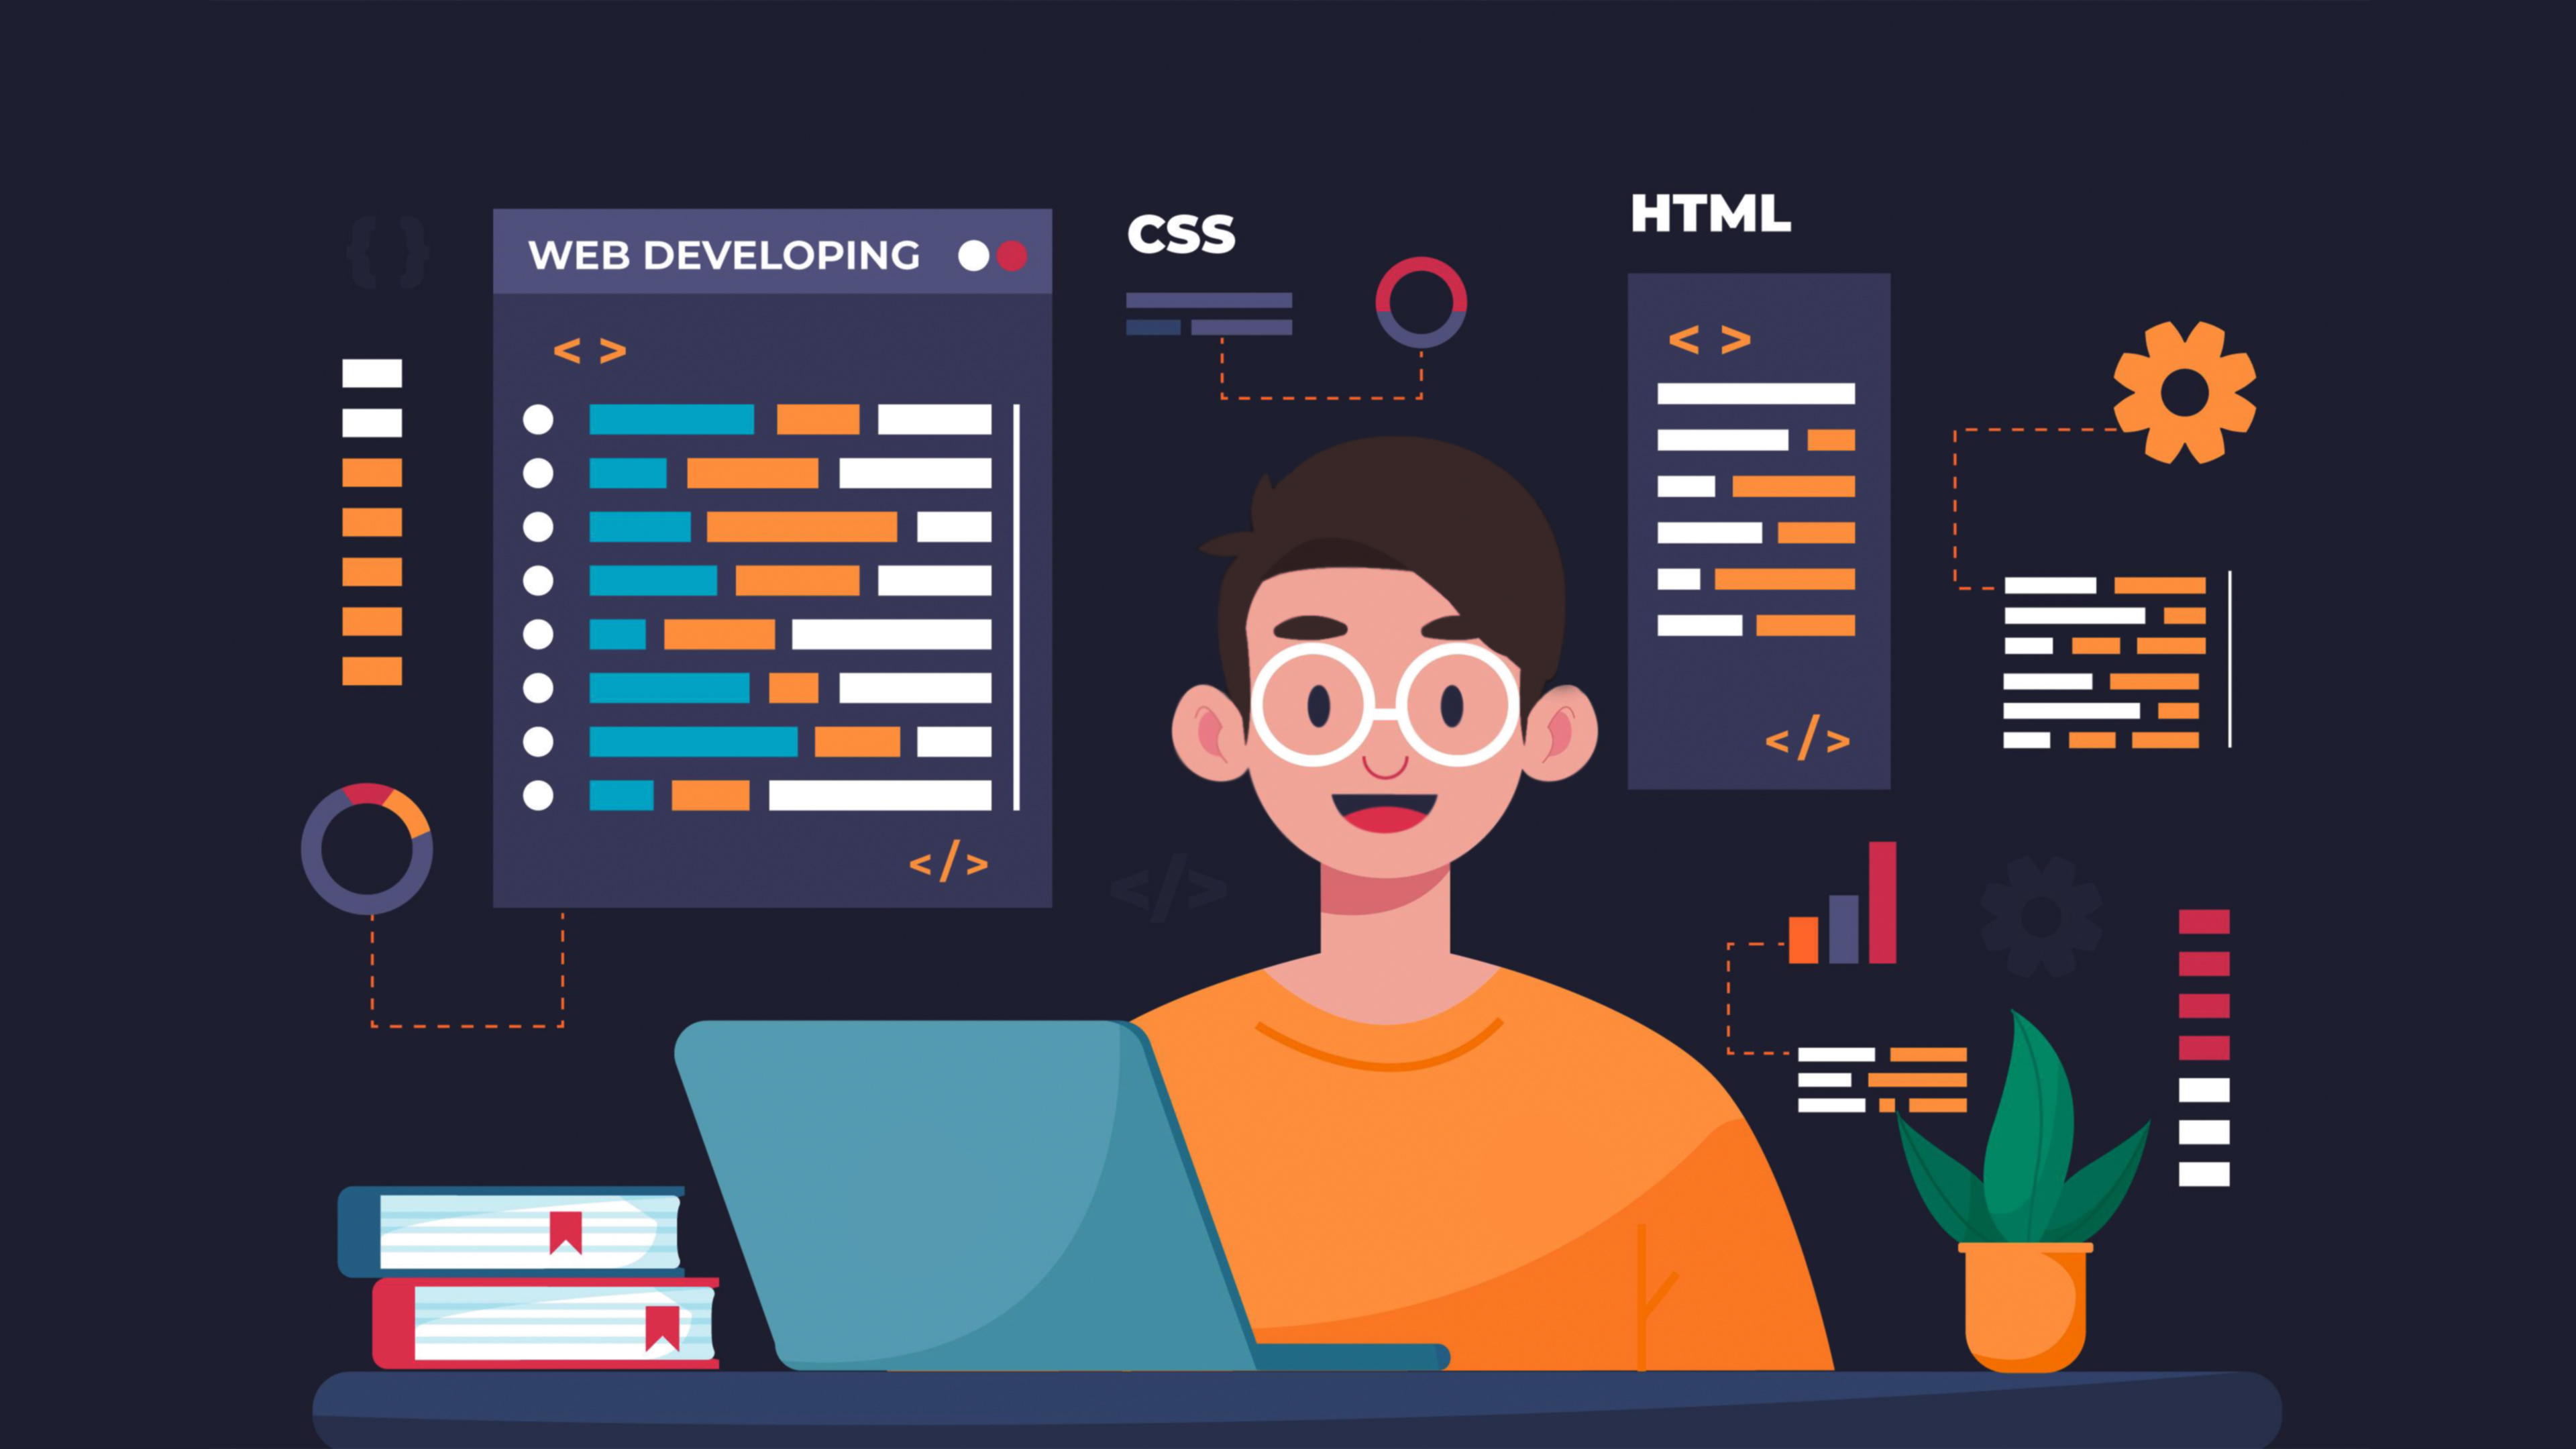 WEB DEVELOPING
< >
</>
CSS
</>
HTML
< >
</>
{ }